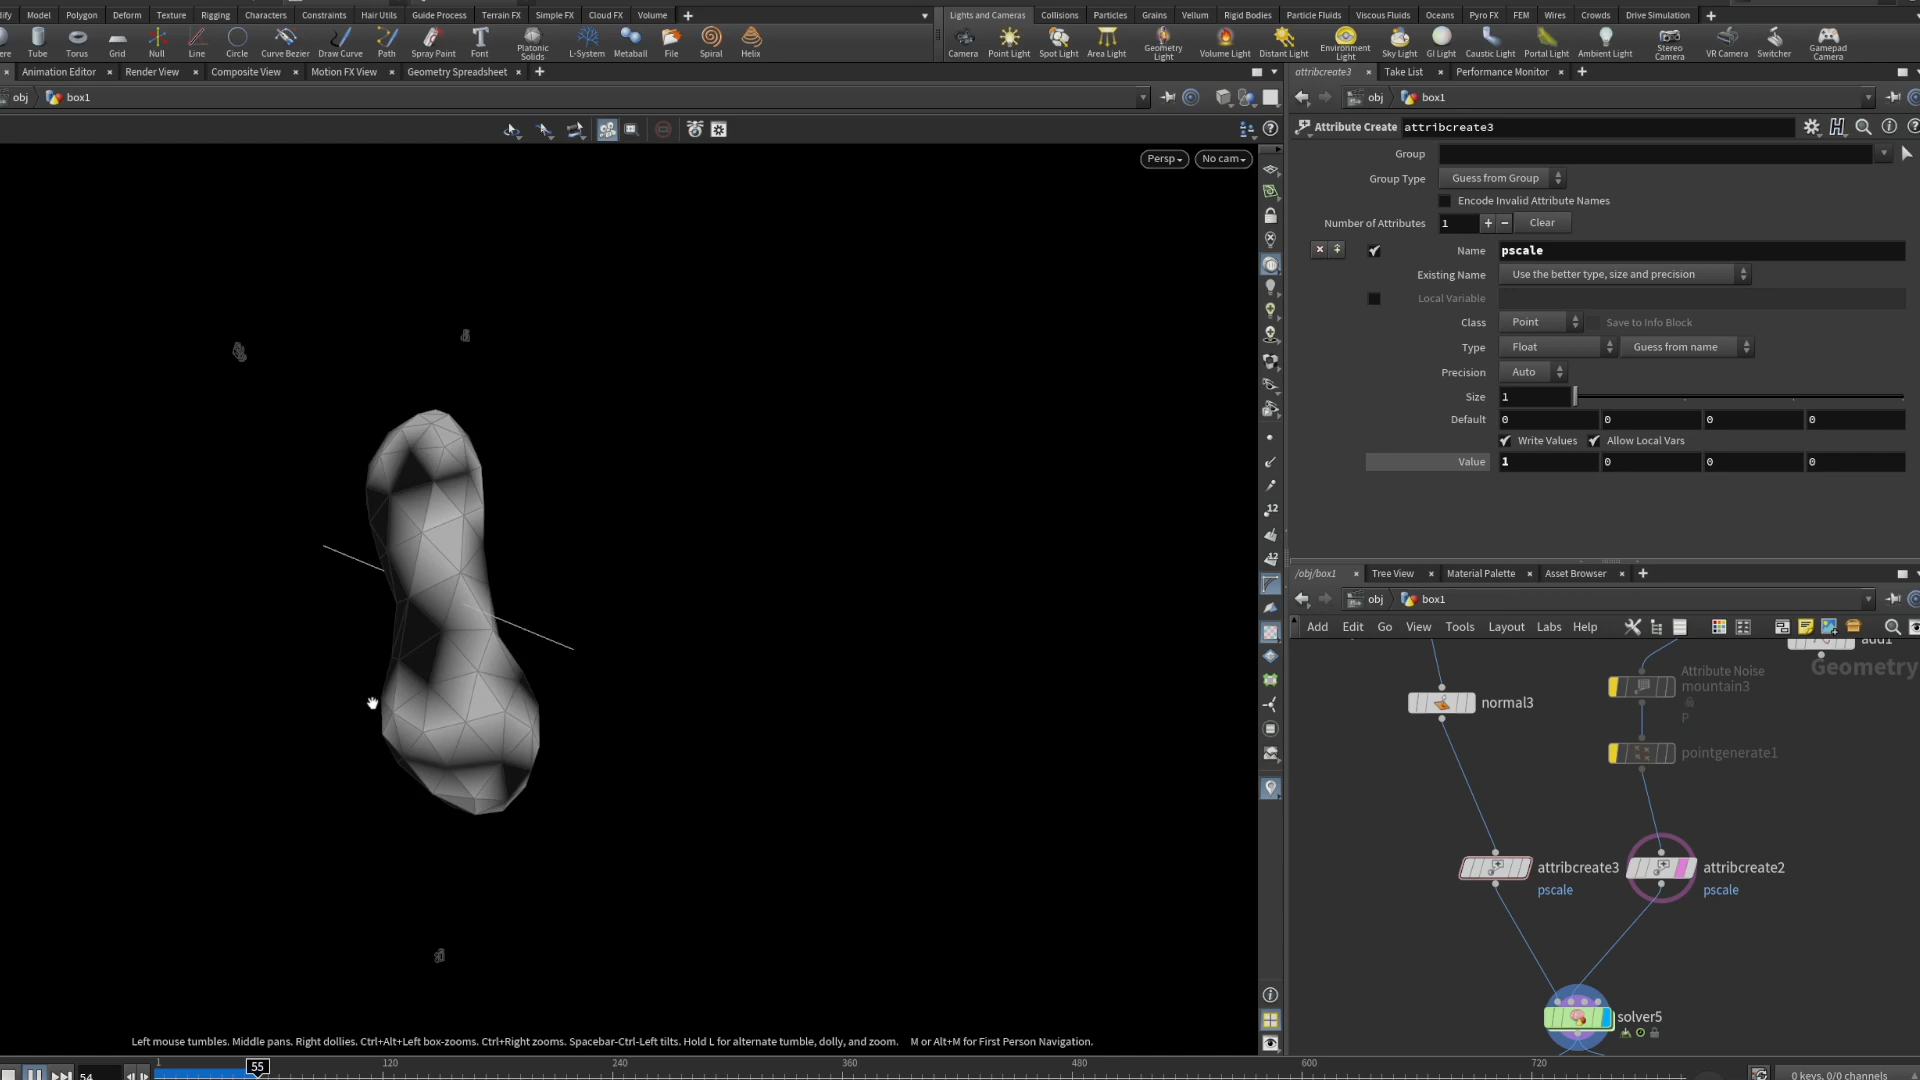 Model Polygon Deform Texture Rigging Characters Constraints Hair Utils Guide Process Terrain FX Simple FX Cloud FX Volume
Lights and Cameras Collisions Particles Grains Vellum Rigid Bodies Particle Fluids Viscous Fluids Oceans Pyro FX FEM Wires Crowds Drive Simulation
Tube Torus Grid Null Line Circle Curve Bezier Draw Curve Path Spray Paint Font Platonic Solids L-System Metaball File Spiral Helix
Camera Point Light Spot Light Area Light Geometry Light Volume Light Distant Light Environment Light Sky Light GI Light Caustic Light Portal Light Ambient Light Stereo Camera VR Camera Switcher Gamepad Camera
Animation Editor Render View Composite View Motion FX View Geometry Spreadsheet
attribcreate3 Take List Performance Monitor
obj box1
obj box1
Attribute Create attribcreate3
Persp No cam
Group
Group Type Guess from Group
Encode Invalid Attribute Names
Number of Attributes 1 Clear
Name pscale
Existing Name Use the better type, size and precision
Local Variable
Class Point Save to Info Block
Type Float Guess from name
Precision Auto
Size 1
Default 0 0 0 0
Write Values Allow Local Vars
Value 1 0 0 0
/obj/box1 Tree View Material Palette Asset Browser
obj box1
Add Edit Go View Tools Layout Labs Help
add1
Geometry
Attribute Noise
mountain3
P
normal3
pointgenerate1
attribcreate3
pscale
attribcreate2
pscale
solver5
Left mouse tumbles. Middle pans. Right dollies. Ctrl+Alt+Left box-zooms. Ctrl+Right zooms. Spacebar-Ctrl-Left tilts. Hold L for alternate tumble, dolly, and zoom. M or Alt+M for First Person Navigation.
1 55 120 240 360 480 600 720
54
0 keys, 0/0 channels